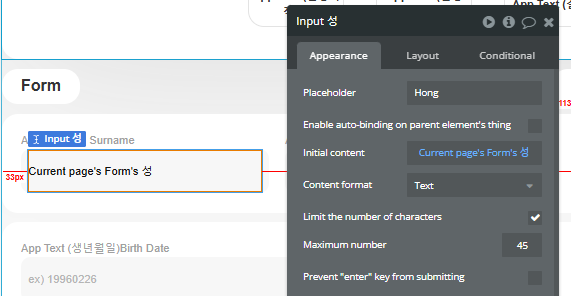 App Text (
Input 성
Appearance
Layout
Conditional
Placeholder
Hong
Enable auto-binding on parent element's thing
Initial content
Current page's Form's 성
Content format
Text
Limit the number of characters
Maximum number
45
Prevent "enter" key from submitting
Form
113
Input 성 Surname
33px
Current page's Form's 성
App Text (생년월일)Birth Date
ex) 19960226